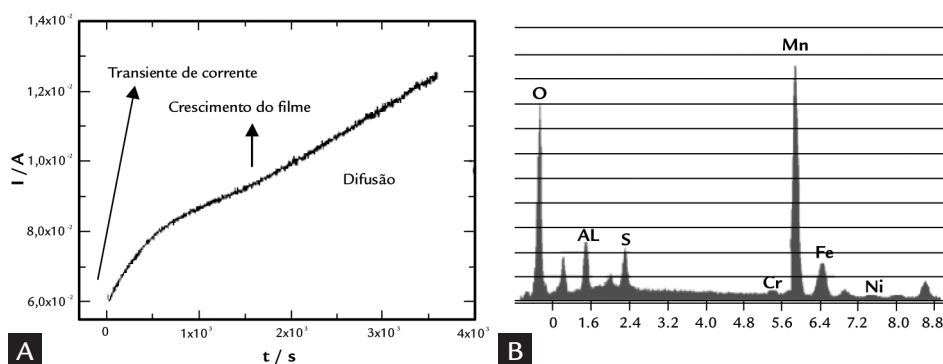 1,4x10⁻²
1,2x10⁻²
1,0x10⁻²
8,0x10⁻²
6,0x10⁻²
I / A
Transiente de corrente
Crescimento do filme
Difusão
0
1x10³
2x10³
3x10³
4x10³
t / s
A
O
AL
S
Cr
Mn
Fe
Ni
0 1.6 2.4 3.2 4.0 4.8 5.6 6.4 7.2 8.0 8.8
B